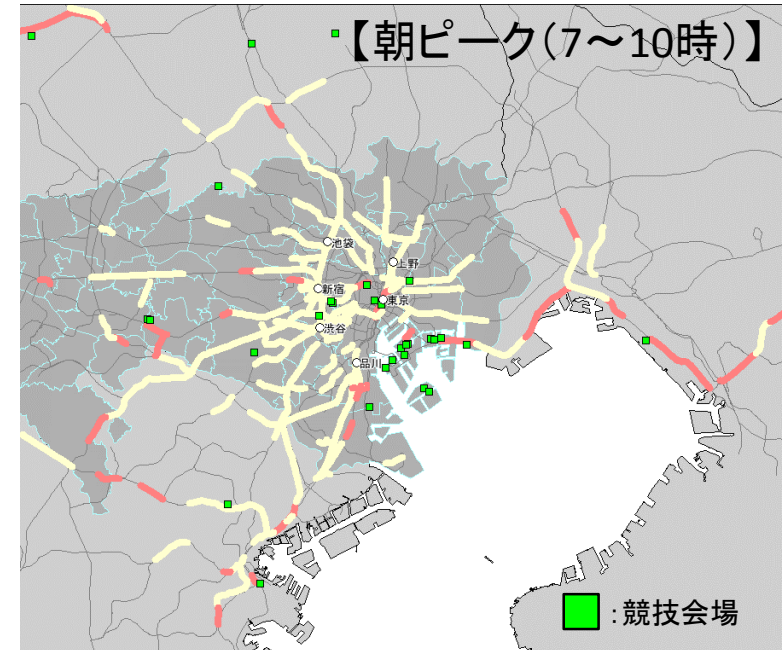 【朝ピーク(7～10時)】
池袋
上野
新宿
東京
渋谷
品川
:競技会場